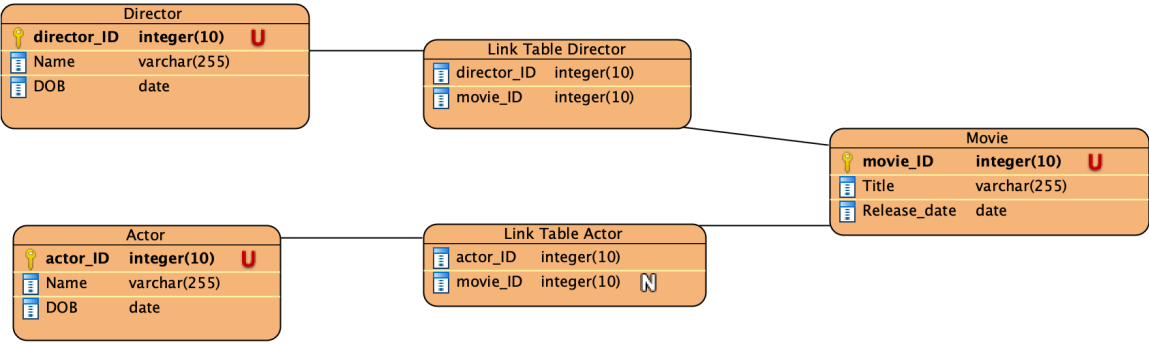 Director
director_ID integer(10) U
Name varchar(255)
DOB date
Link Table Director
director_ID integer(10)
movie_ID integer(10)
Movie
movie_ID integer(10) U
Title varchar(255)
Release_date date
Actor
actor_ID integer(10) U
Name varchar(255)
DOB date
Link Table Actor
actor_ID integer(10)
movie_ID integer(10) N